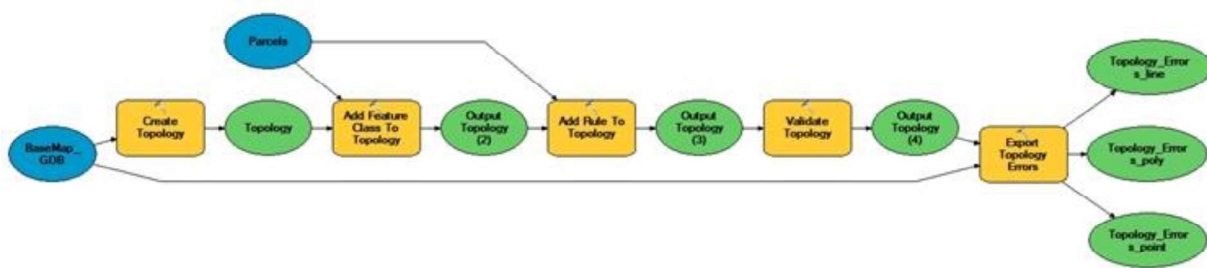 Parcels
Topology_Error
s_line
Create
Topology
Topology
Add Feature
Class To
Topology
Output
Topology
(2)
Add Rule To
Topology
Output
Topology
(3)
Validate
Topology
Output
Topology
(4)
BaseMap_
GDB
Export
Topology
Errors
Topology_Error
s_poly
Topology_Error
s_point